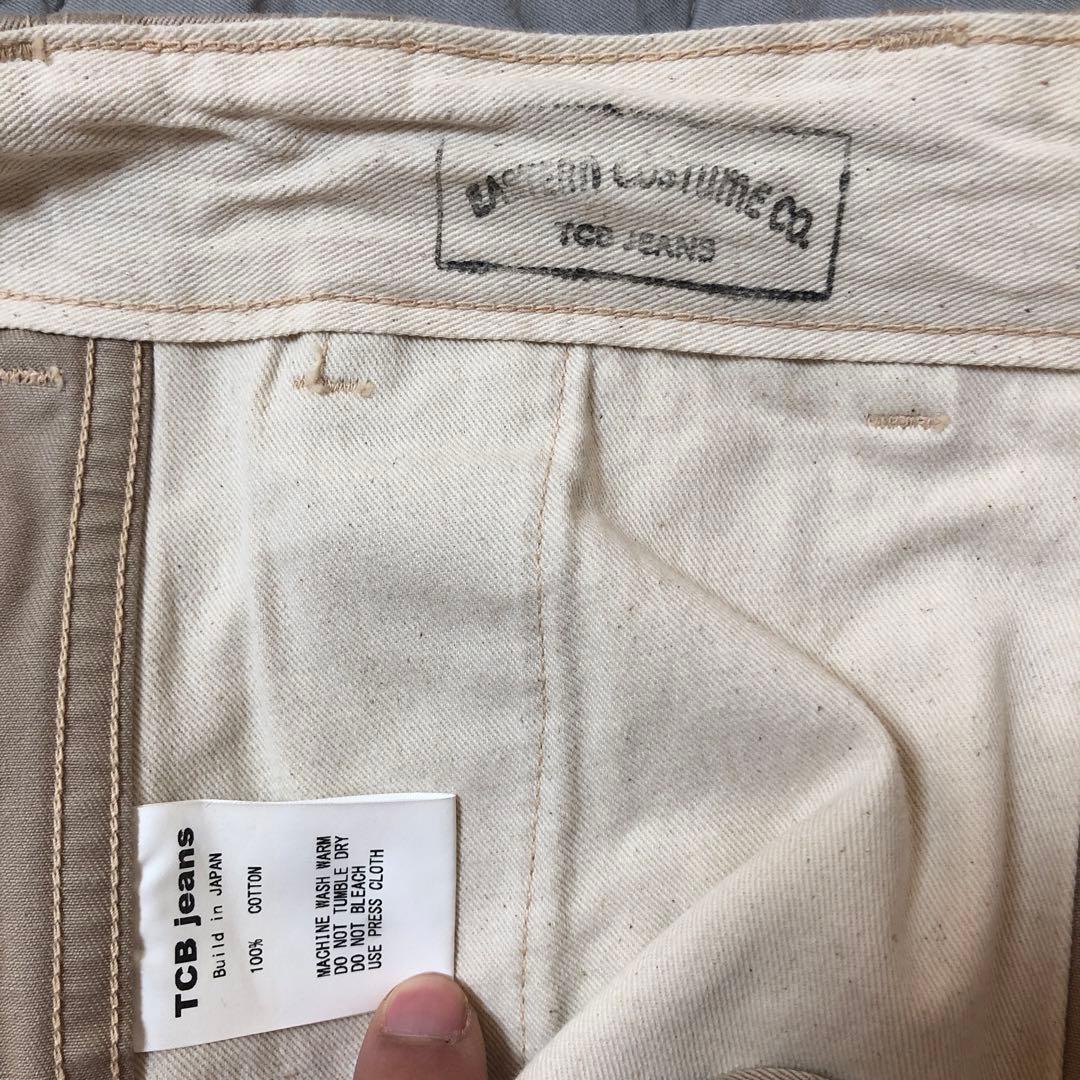 EASTERN COSTUME CO.
TCB JEANS
TCB jeans
Build in JAPAN
100% COTTON
MACHINE WASH WARM
DO NOT TUMBLE DRY
DO NOT BLEACH
USE PRESS CLOTH